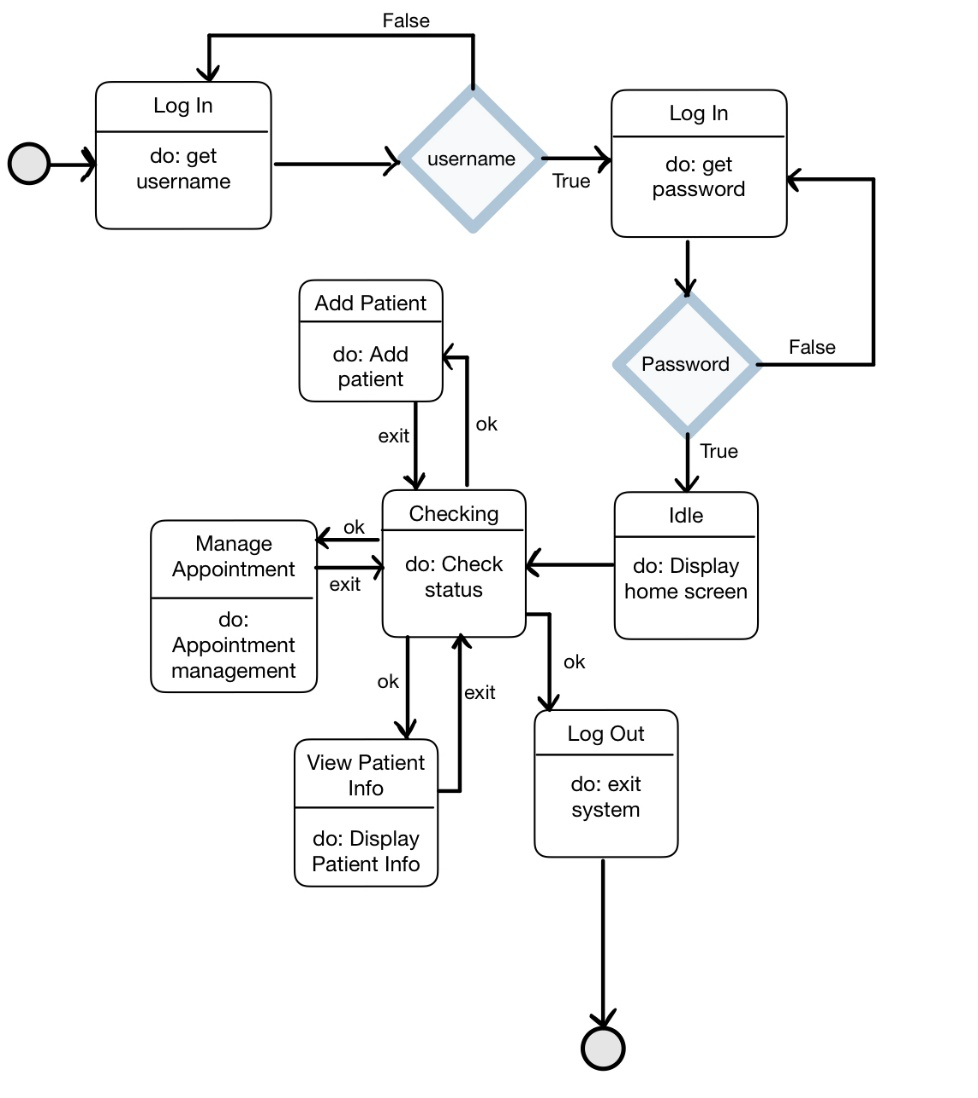 False
Log In
do: get
username
username
True
Log In
do: get
password
Password
False
True
Add Patient
do: Add
patient
exit
ok
Checking
do: Check
status
Idle
do: Display
home screen
Manage
Appointment
do:
Appointment
management
ok
exit
ok
exit
ok
View Patient
Info
do: Display
Patient Info
Log Out
do: exit
system